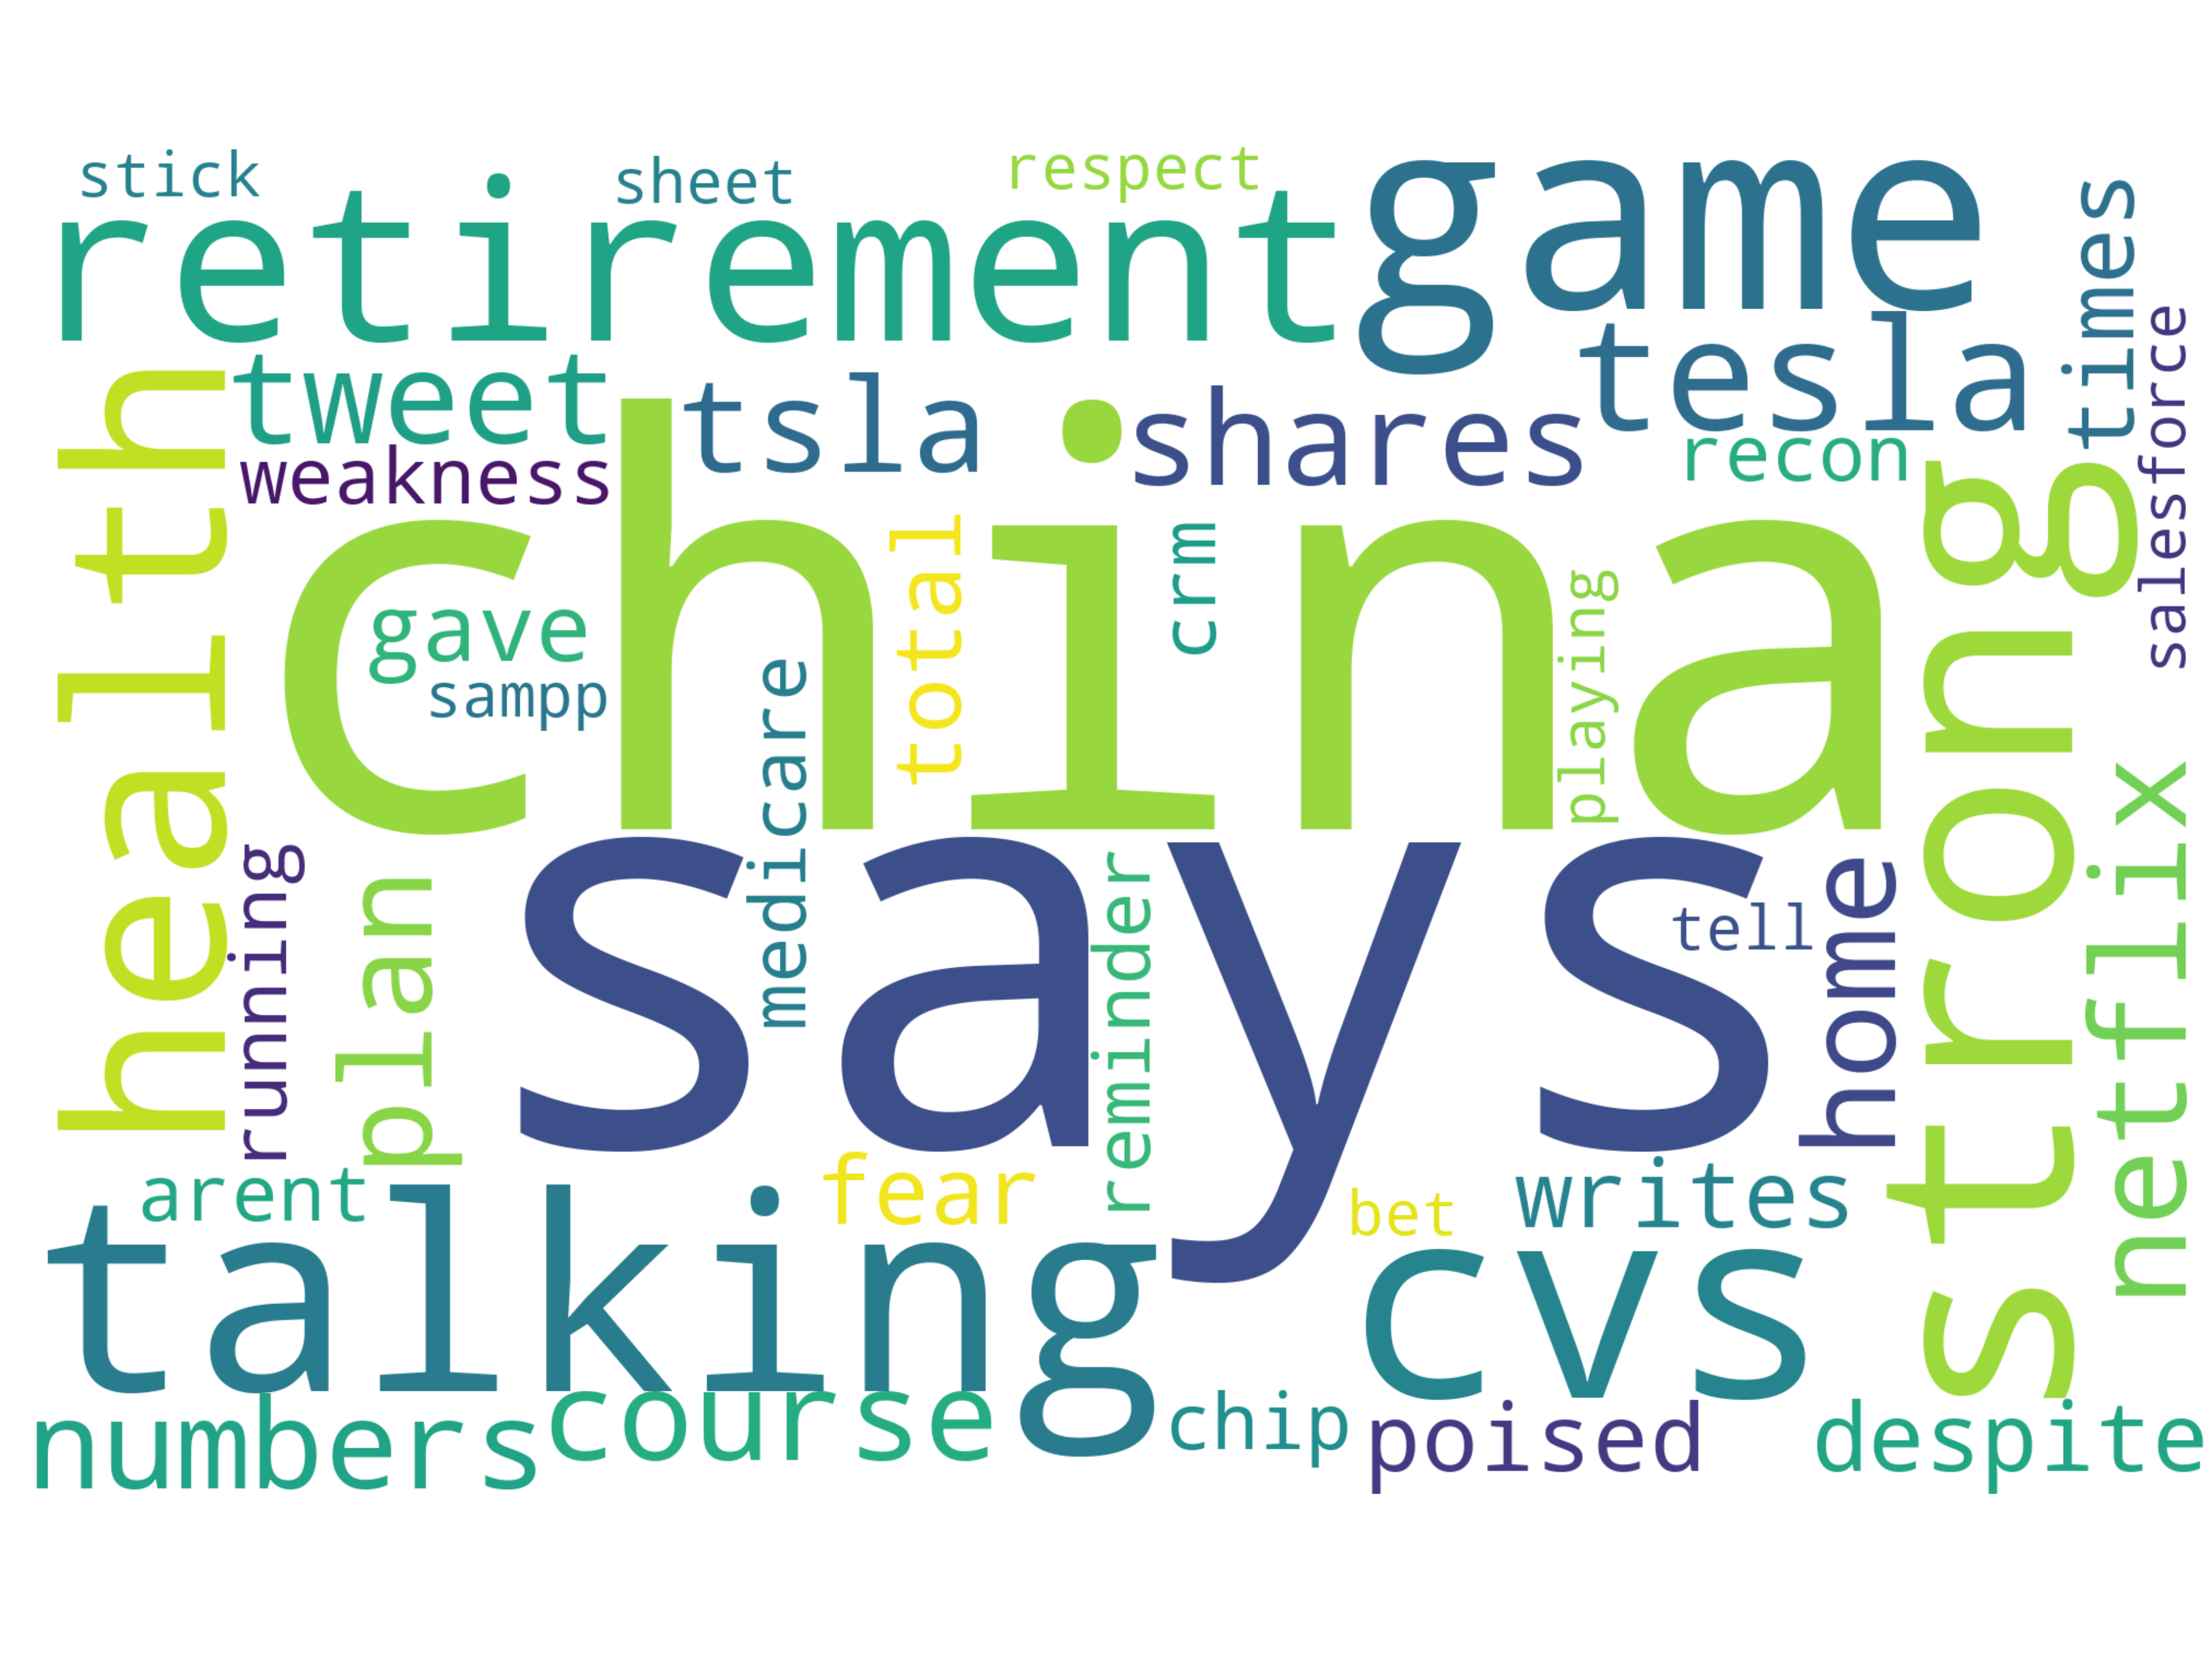 stick
sheet
respect
game
retirement
times
tesla
salesforce
tweet
tsla
shares
recon
weakness
health
china
strong
total
crm
playing
gave
sampp
medicare
netflix
running
plan
says
reminder
tell
home
arent
fear
bet
writes
talking
cvs
numbers
course
chip
poised
despite